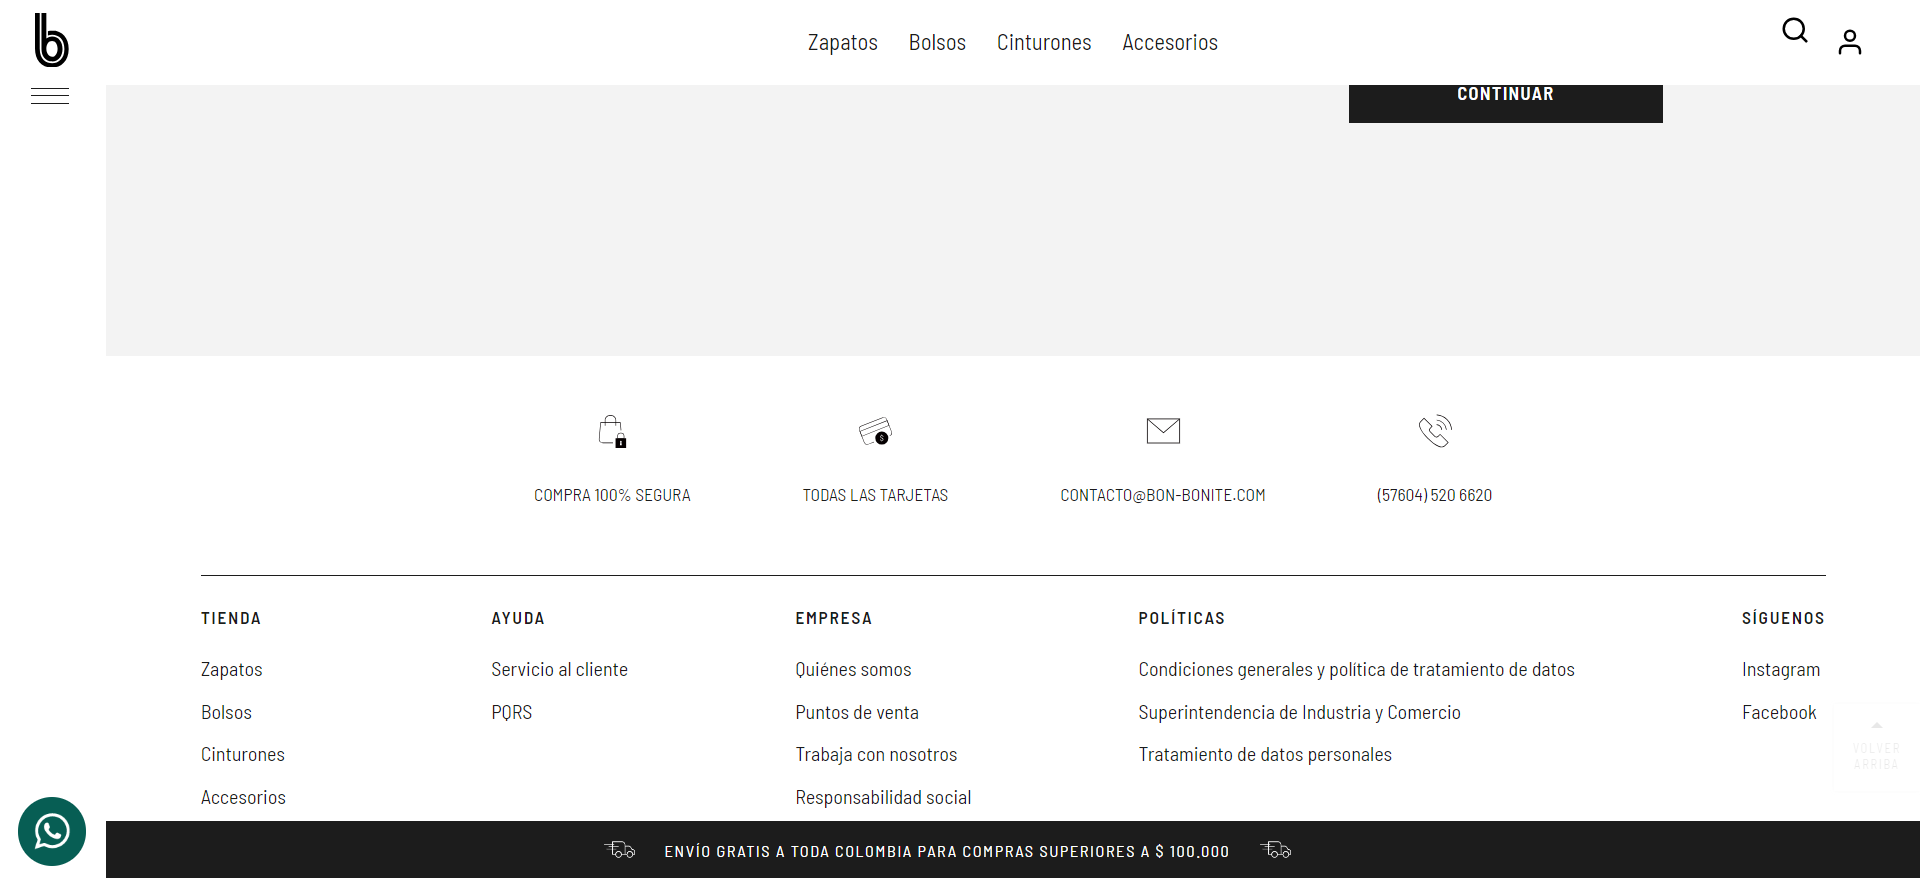 b
Zapatos Bolsos Cinturones Accesorios
CONTINUAR
COMPRA 100% SEGURA
TODAS LAS TARJETAS
CONTACTO@BON-BONITE.COM
(57604) 520 6620
TIENDA
Zapatos
Bolsos
Cinturones
Accesorios
AYUDA
Servicio al cliente
PQRS
EMPRESA
Quiénes somos
Puntos de venta
Trabaja con nosotros
Responsabilidad social
POLÍTICAS
Condiciones generales y política de tratamiento de datos
Superintendencia de Industria y Comercio
Tratamiento de datos personales
SÍGUENOS
Instagram
Facebook
VOLVER
ARRIBA
ENVÍO GRATIS A TODA COLOMBIA PARA COMPRAS SUPERIORES A $ 100.000